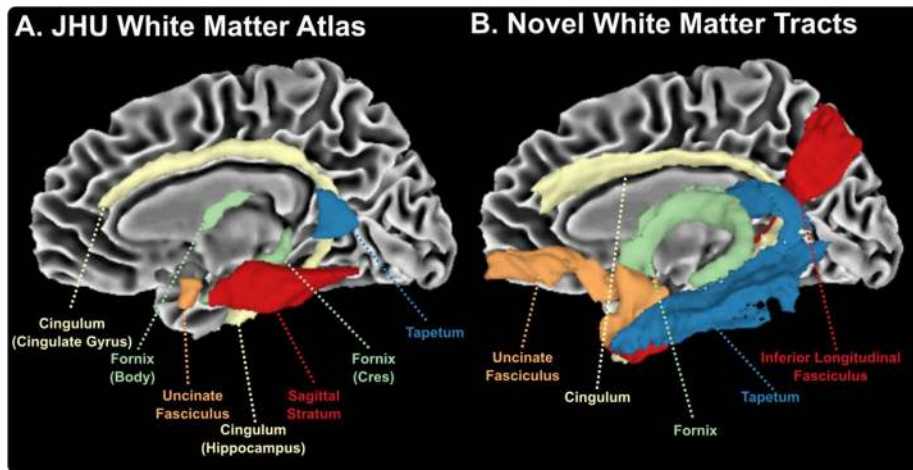 A. JHU White Matter Atlas
Cingulum
(Cingulate Gyrus)
Fornix
(Body)
Uncinate
Fasciculus
Cingulum
(Hippocampus)
Sagittal
Stratum
Fornix
(Cres)
Tapetum
B. Novel White Matter Tracts
Uncinate
Fasciculus
Cingulum
Fornix
Tapetum
Inferior Longitudinal
Fasciculus